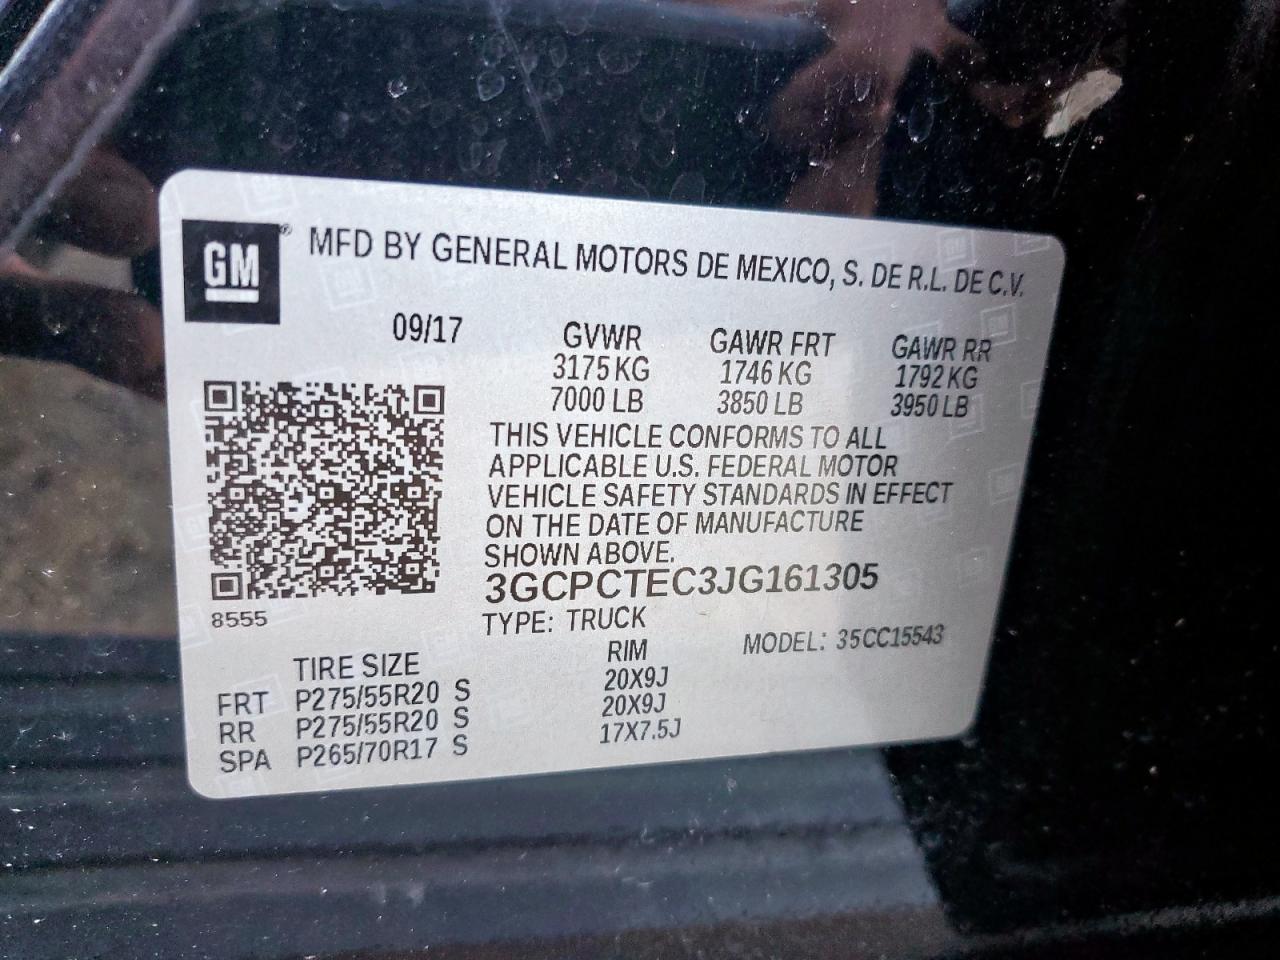 GM® MFD BY GENERAL MOTORS DE MEXICO, S. DE R.L. DE C.V.
09/17 GVWR GAWR FRT GAWR RR
3175 KG 1746 KG 1792 KG
7000 LB 3850 LB 3950 LB
THIS VEHICLE CONFORMS TO ALL
APPLICABLE U.S. FEDERAL MOTOR
VEHICLE SAFETY STANDARDS IN EFFECT
ON THE DATE OF MANUFACTURE
SHOWN ABOVE.
3GCPCTEC3JG161305
8555
TYPE: TRUCK MODEL: 35CC15543
TIRE SIZE RIM
FRT P275/55R20 S 20X9J
RR P275/55R20 S 20X9J
SPA P265/70R17 S 17X7.5J